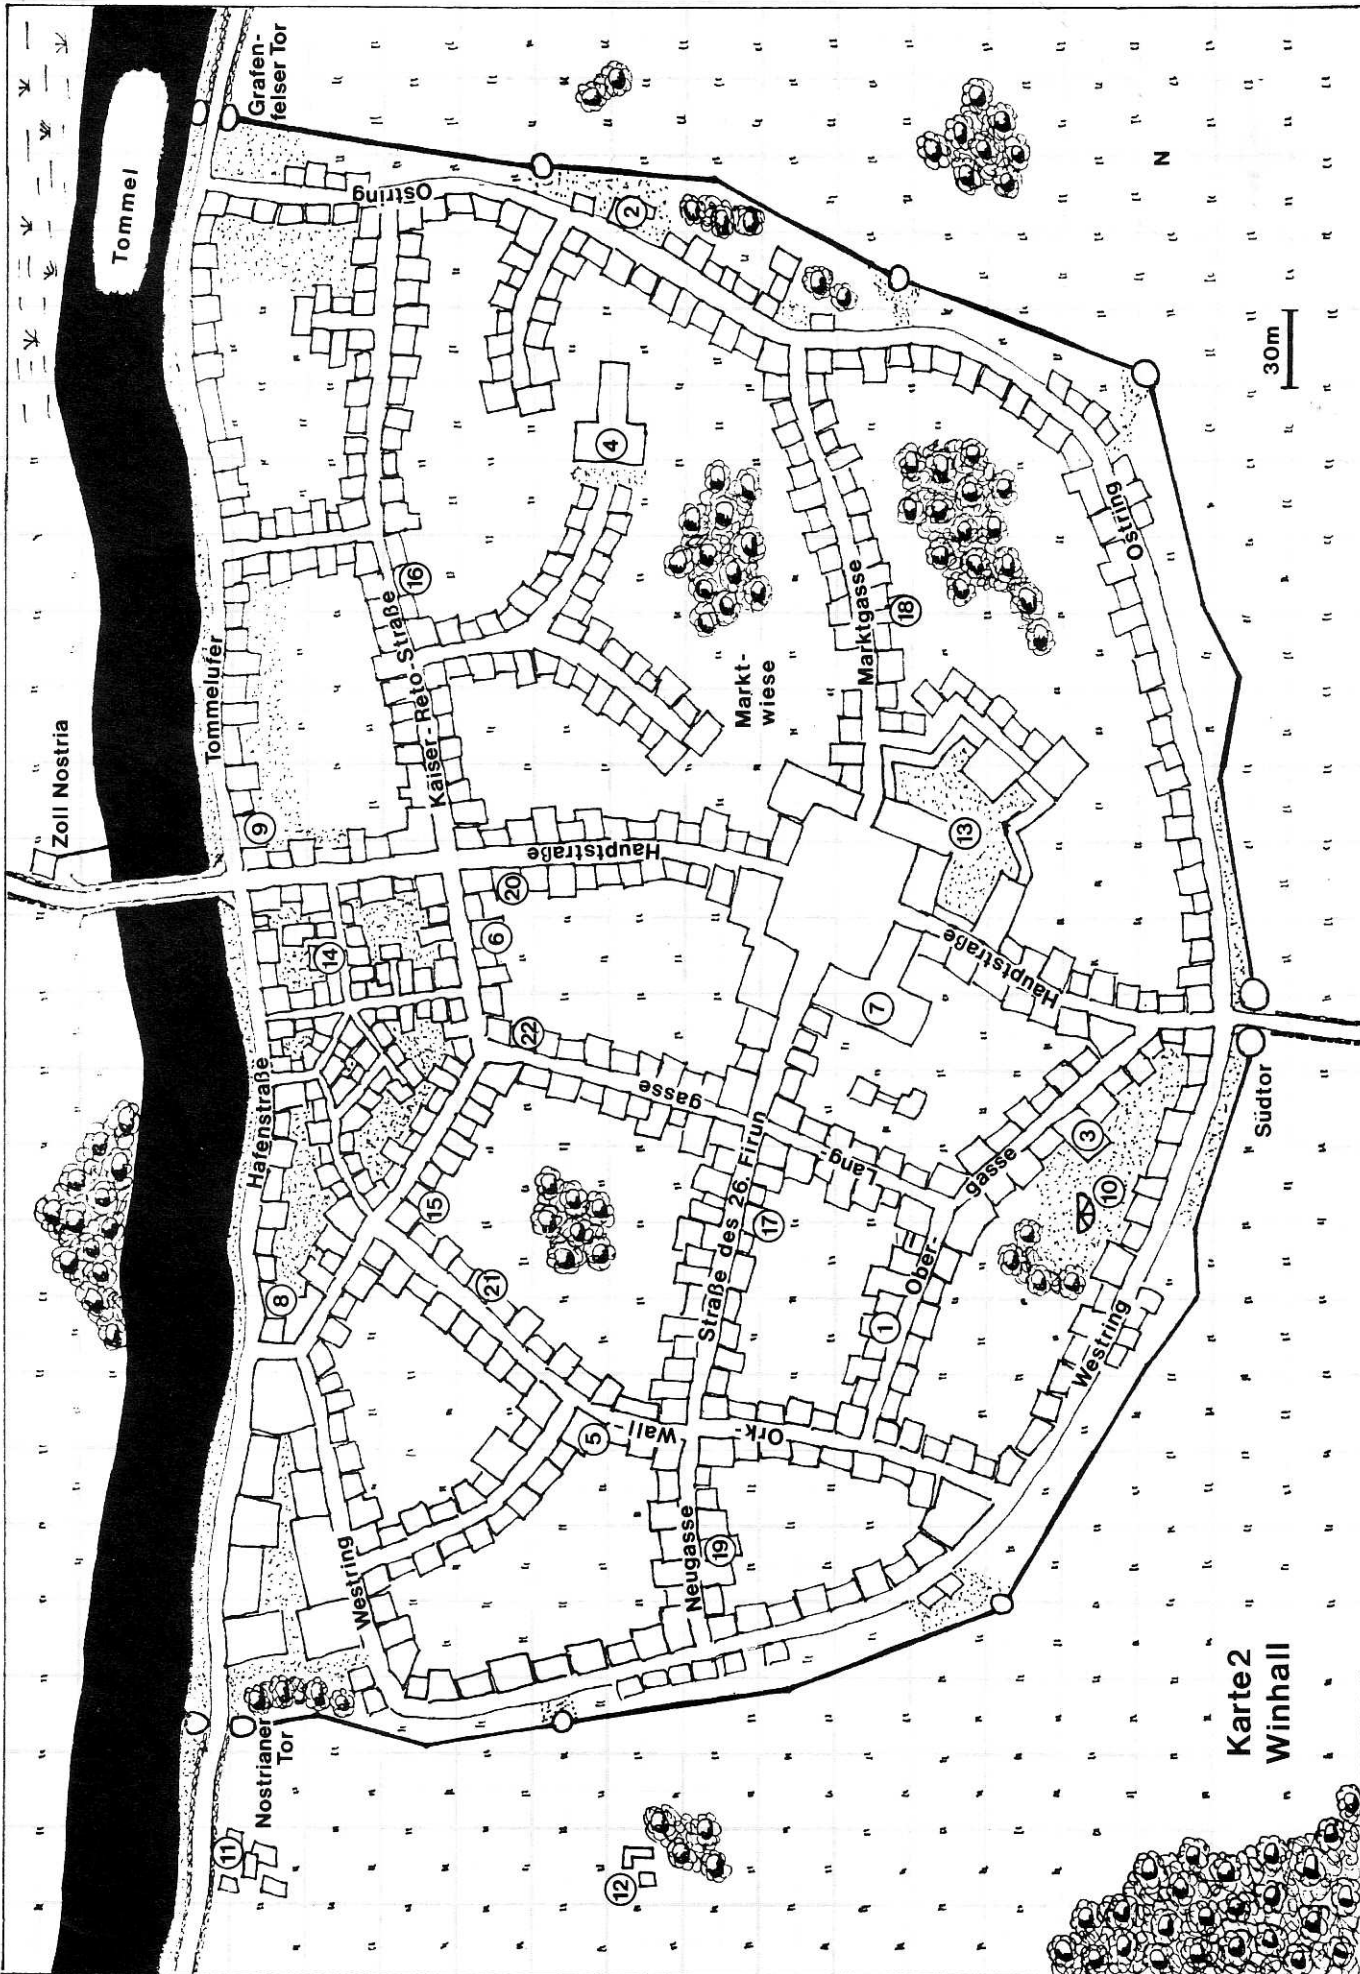 Tommel
Grafen-
felser Tor
Zoll Nostria
Tommelufer
Ostring
2
4
Kaiser-Reto-Straße
16
9
Markt-
wiese
Marktgasse
18
Ostring
N
30m
Hauptstraße
20
6
14
13
Hafenstraße
22
7
Hauptstraße
Lang-
gasse
Straße des 26. Firun
17
15
21
8
3
10
Ober-
gasse
1
Südtor
Westring
Ork-
Wall-
5
Neugasse
19
Westring
Nostrianer
Tor
11
12
Karte2
Winhall